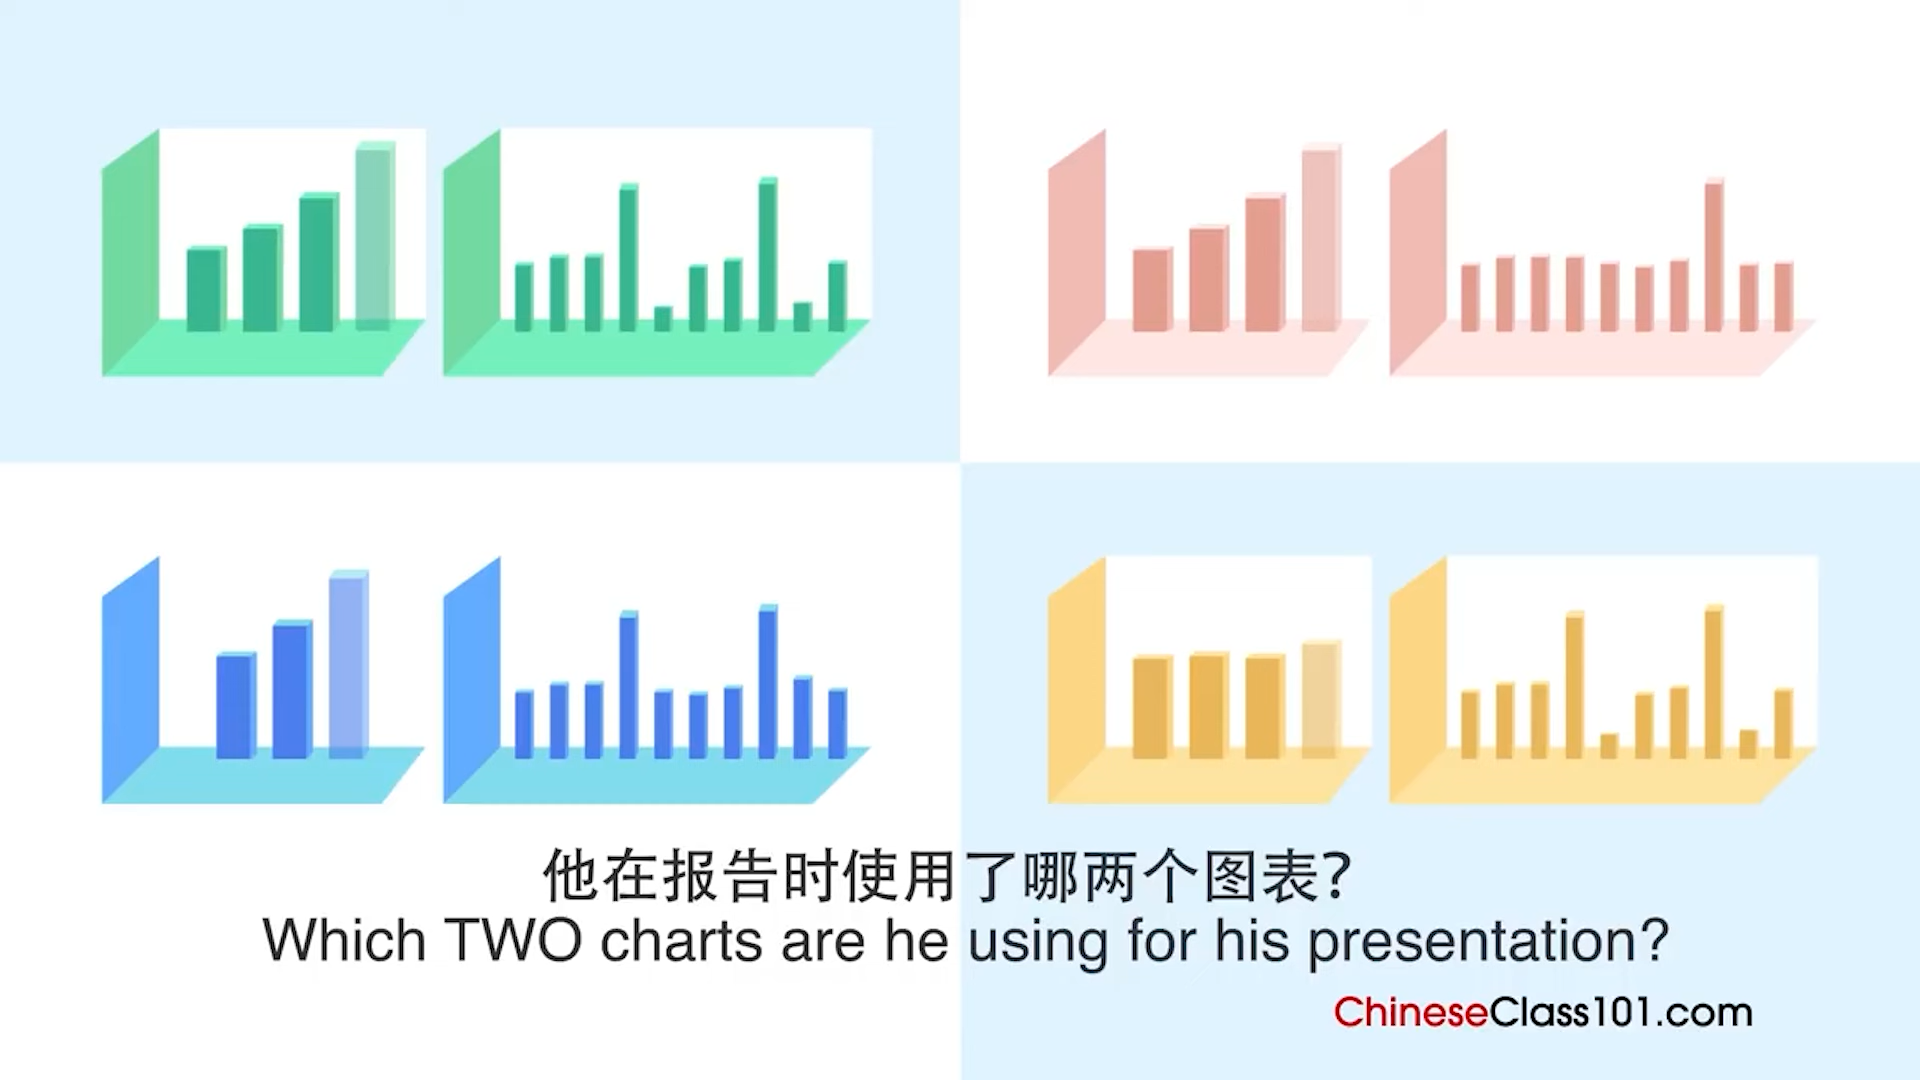 他在报告时使用了哪两个图表?
Which TWO charts are he using for his presentation?
ChineseClass101.com